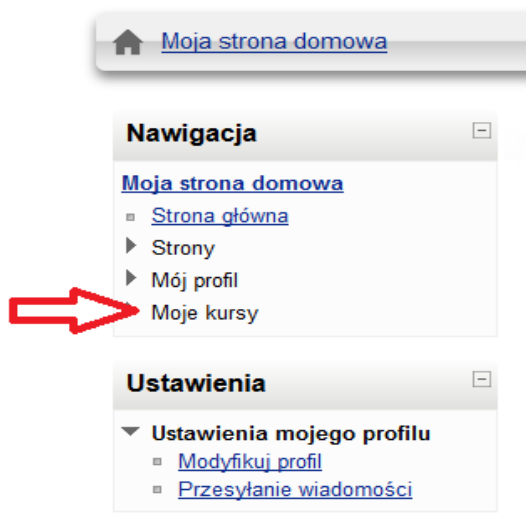 Moja strona domowa
Nawigacja
Moja strona domowa
Strona główna
Strony
Mój profil
Moje kursy
Ustawienia
Ustawienia mojego profilu
Modyfikuj profil
Przesyłanie wiadomości